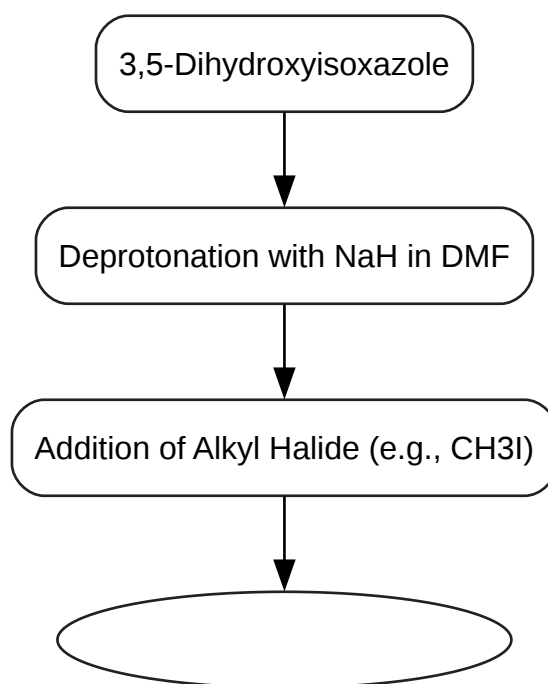 3,5-Dihydroxyisoxazole
Deprotonation with NaH in DMF
Addition of Alkyl Halide (e.g., CH3I)